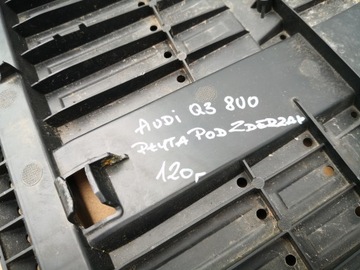 AUDI Q3 8U0
PŁYTA POD ZDERZAK
120,-